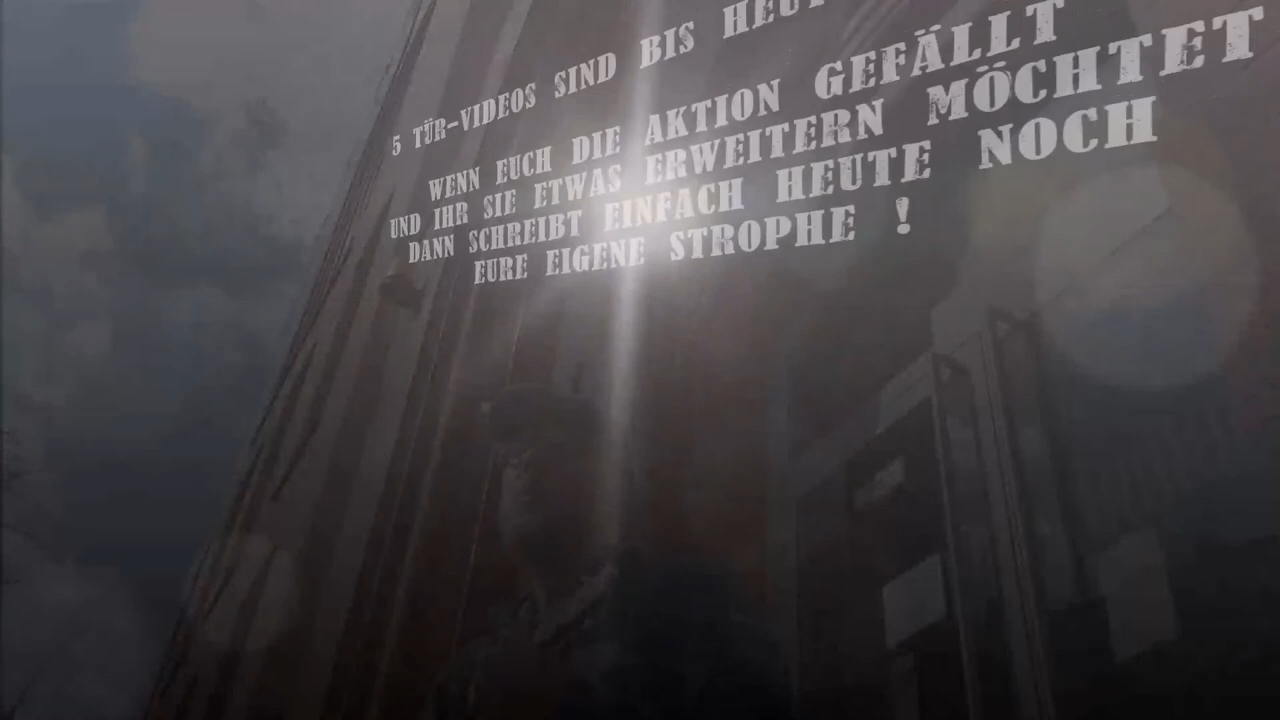 5 TÜR-VIDEOS SIND BIS
WENN EUCH DIE AKTION GEFÄLLT
UND IHR SIE ETWAS ERWEITERN MÖCHTET
DANN SCHREIBT EINFACH HEUTE NOCH
EURE EIGENE STROPHE !